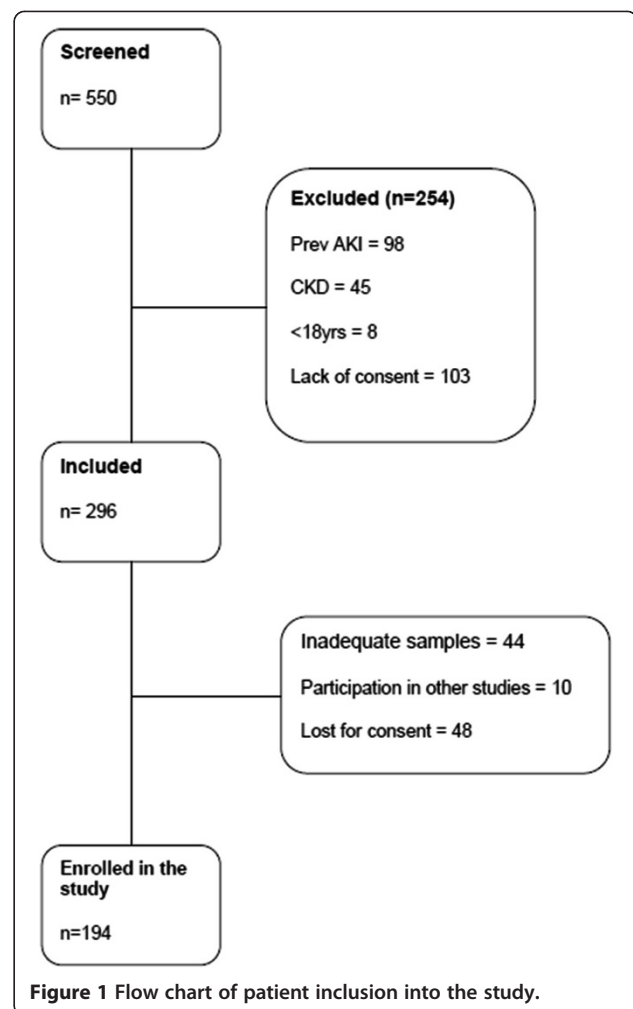 Screened
n= 550
Excluded (n=254)
Prev AKI = 98
CKD = 45
<18yrs = 8
Lack of consent = 103
Included
n= 296
Inadequate samples = 44
Participation in other studies = 10
Lost for consent = 48
Enrolled in the
study
n=194
Figure 1 Flow chart of patient inclusion into the study.